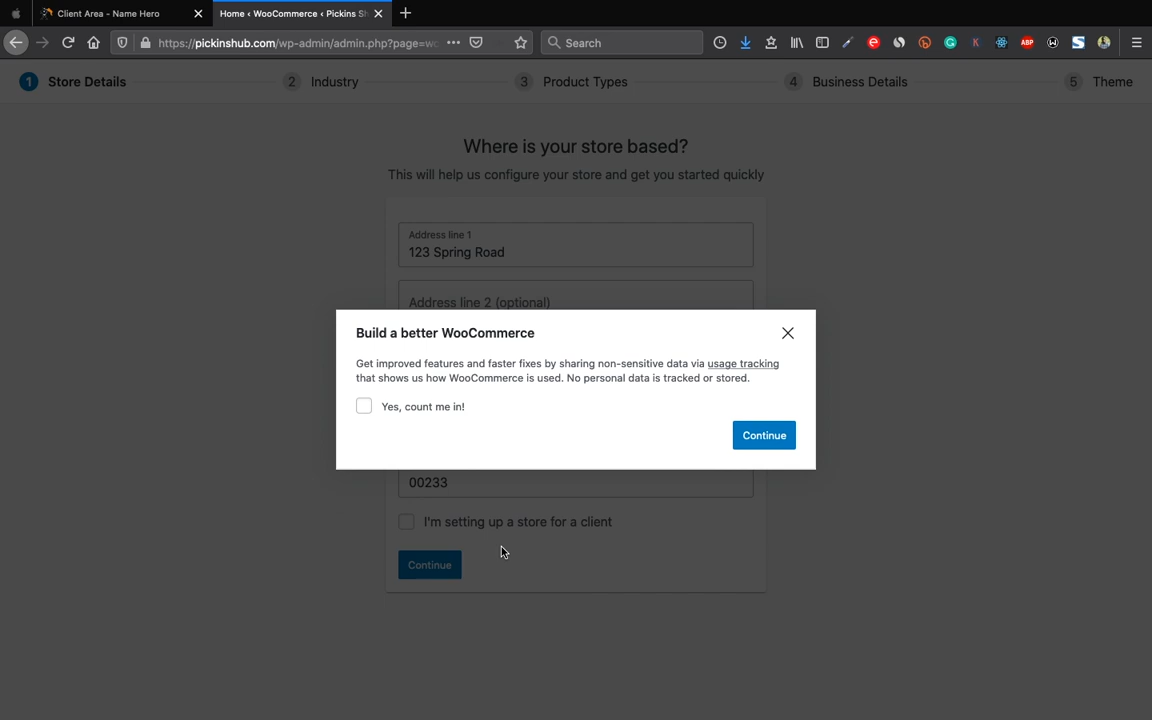 Client Area - Name Hero
Home ‹ WooCommerce ‹ Pickins Sh
https://pickinshub.com/wp-admin/admin.php?page=wc
Search
ABP
1 Store Details
2 Industry
3 Product Types
4 Business Details
5 Theme
Where is your store based?
This will help us configure your store and get you started quickly
Address line 1
123 Spring Road
Address line 2 (optional)
Build a better WooCommerce
Get improved features and faster fixes by sharing non-sensitive data via usage tracking
that shows us how WooCommerce is used. No personal data is tracked or stored.
Yes, count me in!
Continue
00233
I'm setting up a store for a client
Continue